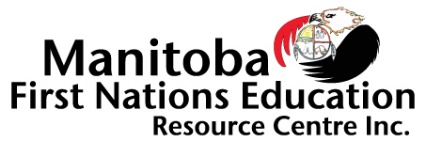 Manitoba
First Nations Education
Resource Centre Inc.